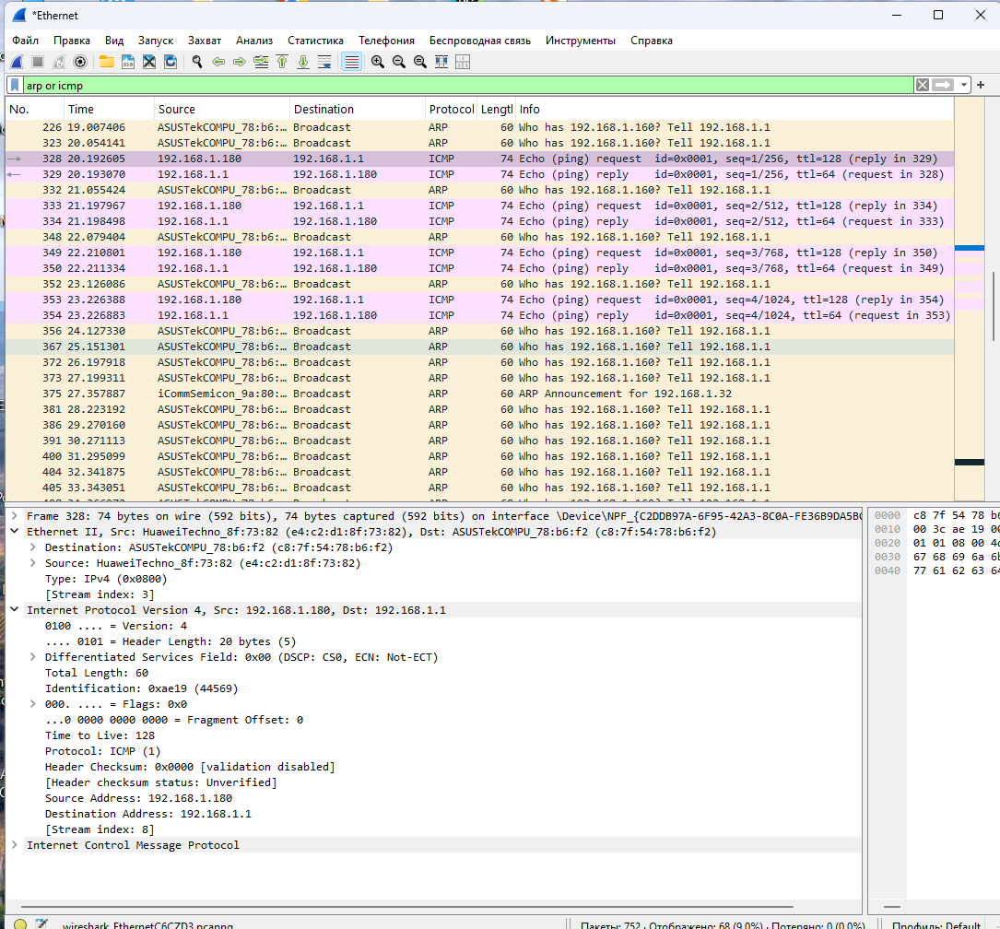 *Ethernet
Файл Правка Вид Запуск Захват Анализ Статистика Телефония Беспроводная связь Инструменты Справка
arp or icmp
No. Time Source Destination Protocol Lengtl Info
226 19.007406 ASUSTekCOMPU_78:b6:… Broadcast ARP 60 Who has 192.168.1.160? Tell 192.168.1.1
323 20.054141 ASUSTekCOMPU_78:b6:… Broadcast ARP 60 Who has 192.168.1.160? Tell 192.168.1.1
328 20.192605 192.168.1.180 192.168.1.1 ICMP 74 Echo (ping) request id=0x0001, seq=1/256, ttl=128 (reply in 329)
329 20.193070 192.168.1.1 192.168.1.180 ICMP 74 Echo (ping) reply id=0x0001, seq=1/256, ttl=64 (request in 328)
332 21.055424 ASUSTekCOMPU_78:b6:… Broadcast ARP 60 Who has 192.168.1.160? Tell 192.168.1.1
333 21.197967 192.168.1.180 192.168.1.1 ICMP 74 Echo (ping) request id=0x0001, seq=2/512, ttl=128 (reply in 334)
334 21.198498 192.168.1.1 192.168.1.180 ICMP 74 Echo (ping) reply id=0x0001, seq=2/512, ttl=64 (request in 333)
348 22.079404 ASUSTekCOMPU_78:b6:… Broadcast ARP 60 Who has 192.168.1.160? Tell 192.168.1.1
349 22.210801 192.168.1.180 192.168.1.1 ICMP 74 Echo (ping) request id=0x0001, seq=3/768, ttl=128 (reply in 350)
350 22.211334 192.168.1.1 192.168.1.180 ICMP 74 Echo (ping) reply id=0x0001, seq=3/768, ttl=64 (request in 349)
352 23.126086 ASUSTekCOMPU_78:b6:… Broadcast ARP 60 Who has 192.168.1.160? Tell 192.168.1.1
353 23.226388 192.168.1.180 192.168.1.1 ICMP 74 Echo (ping) request id=0x0001, seq=4/1024, ttl=128 (reply in 354)
354 23.226883 192.168.1.1 192.168.1.180 ICMP 74 Echo (ping) reply id=0x0001, seq=4/1024, ttl=64 (request in 353)
356 24.127330 ASUSTekCOMPU_78:b6:… Broadcast ARP 60 Who has 192.168.1.160? Tell 192.168.1.1
367 25.151301 ASUSTekCOMPU_78:b6:… Broadcast ARP 60 Who has 192.168.1.160? Tell 192.168.1.1
372 26.197918 ASUSTekCOMPU_78:b6:… Broadcast ARP 60 Who has 192.168.1.160? Tell 192.168.1.1
373 27.199311 ASUSTekCOMPU_78:b6:… Broadcast ARP 60 Who has 192.168.1.160? Tell 192.168.1.1
375 27.357887 iCommSemicon_9a:80:… Broadcast ARP 60 ARP Announcement for 192.168.1.32
381 28.223192 ASUSTekCOMPU_78:b6:… Broadcast ARP 60 Who has 192.168.1.160? Tell 192.168.1.1
386 29.270160 ASUSTekCOMPU_78:b6:… Broadcast ARP 60 Who has 192.168.1.160? Tell 192.168.1.1
391 30.271113 ASUSTekCOMPU_78:b6:… Broadcast ARP 60 Who has 192.168.1.160? Tell 192.168.1.1
400 31.295099 ASUSTekCOMPU_78:b6:… Broadcast ARP 60 Who has 192.168.1.160? Tell 192.168.1.1
404 32.341875 ASUSTekCOMPU_78:b6:… Broadcast ARP 60 Who has 192.168.1.160? Tell 192.168.1.1
405 33.343051 ASUSTekCOMPU_78:b6:… Broadcast ARP 60 Who has 192.168.1.160? Tell 192.168.1.1
Frame 328: 74 bytes on wire (592 bits), 74 bytes captured (592 bits) on interface \Device\NPF_{C2DDB97A-6F95-42A3-8C0A-FE36B9DA5BC
Ethernet II, Src: HuaweiTechno_8f:73:82 (e4:c2:d1:8f:73:82), Dst: ASUSTekCOMPU_78:b6:f2 (c8:7f:54:78:b6:f2)
Destination: ASUSTekCOMPU_78:b6:f2 (c8:7f:54:78:b6:f2)
Source: HuaweiTechno_8f:73:82 (e4:c2:d1:8f:73:82)
Type: IPv4 (0x0800)
[Stream index: 3]
Internet Protocol Version 4, Src: 192.168.1.180, Dst: 192.168.1.1
0100 .... = Version: 4
.... 0101 = Header Length: 20 bytes (5)
Differentiated Services Field: 0x00 (DSCP: CS0, ECN: Not-ECT)
Total Length: 60
Identification: 0xae19 (44569)
000. .... = Flags: 0x0
...0 0000 0000 0000 = Fragment Offset: 0
Time to Live: 128
Protocol: ICMP (1)
Header Checksum: 0x0000 [validation disabled]
[Header checksum status: Unverified]
Source Address: 192.168.1.180
Destination Address: 192.168.1.1
[Stream index: 8]
Internet Control Message Protocol
0000 c8 7f 54 78 b6
0010 00 3c ae 19 00
0020 01 01 08 00 4d
0030 67 68 69 6a 6b
0040 77 61 62 63 64
wireshark_EthernetC6CZD3.pcapng
Пакеты: 752 · Отображено: 68 (9.0%) · Потеряно: 0 (0.0%)
Профиль: Default